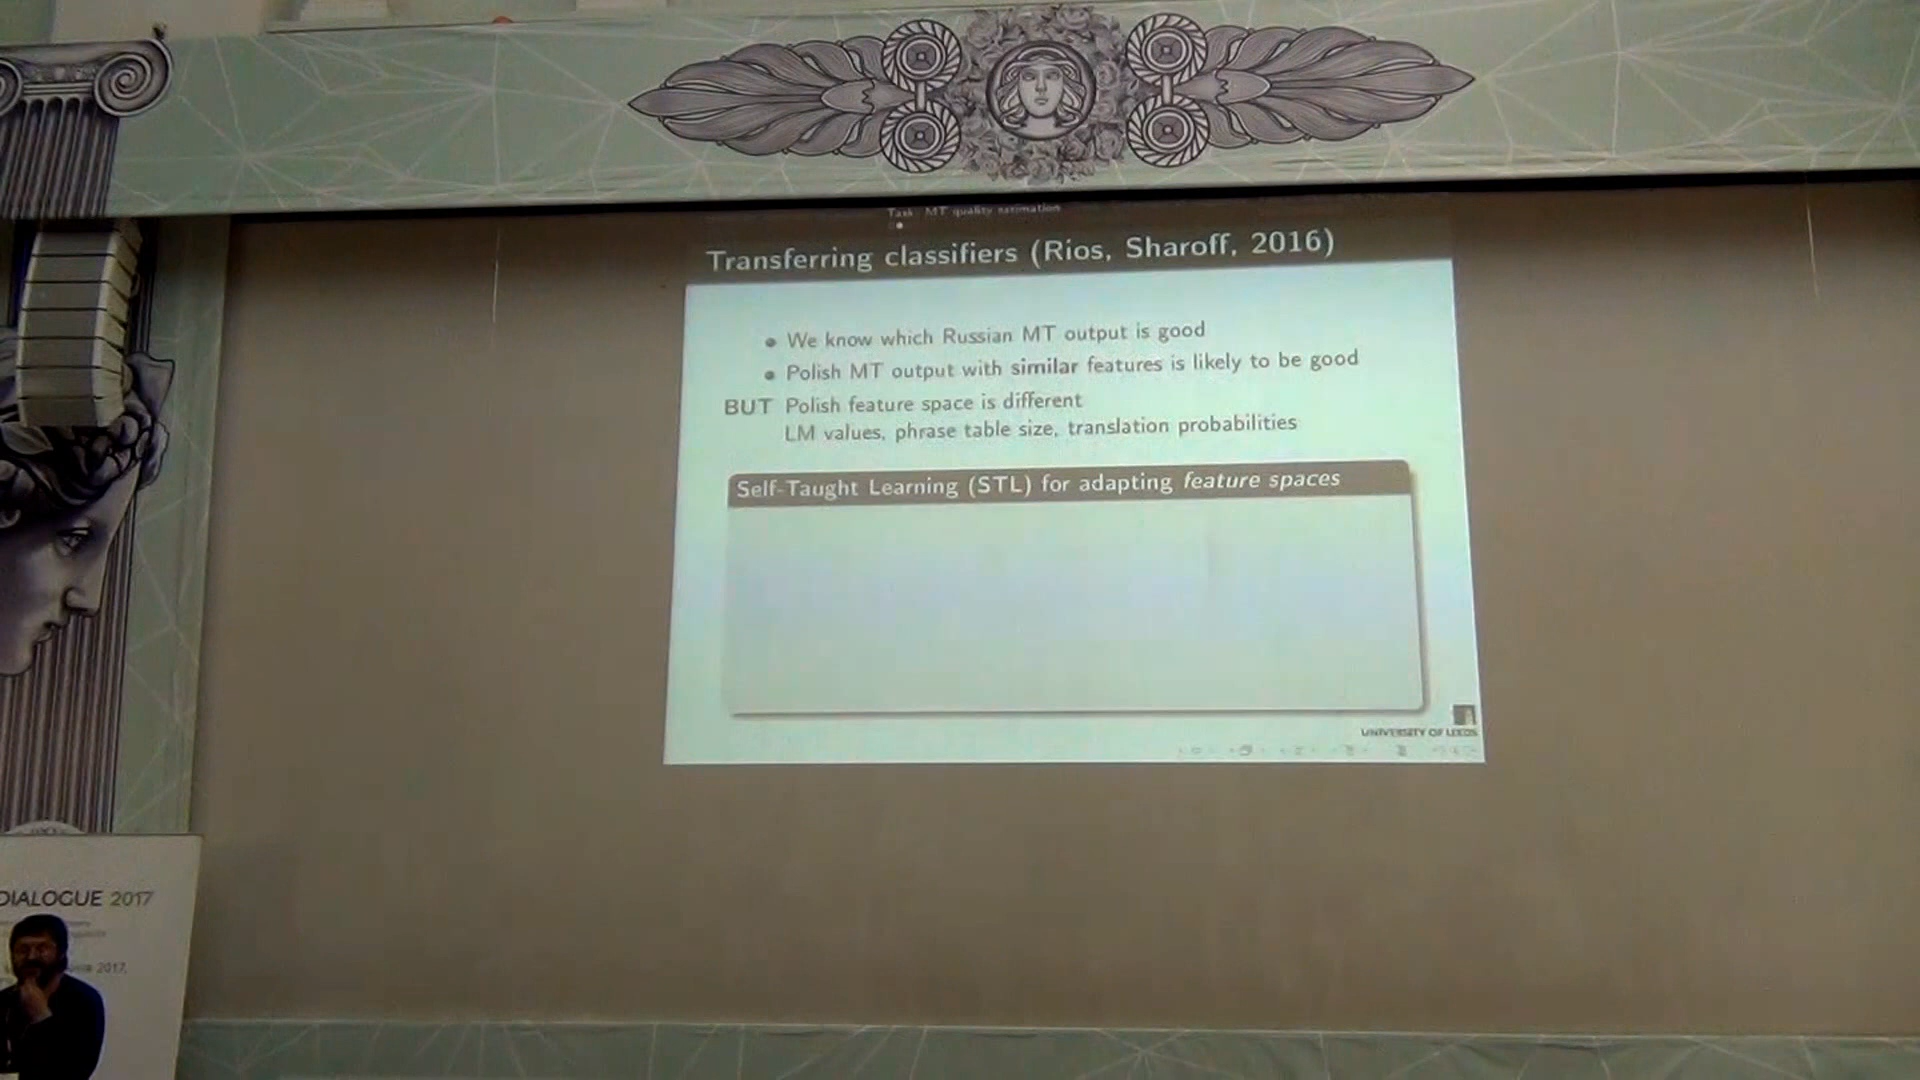 Task: MT quality estimation
Transferring classifiers (Rios, Sharoff, 2016)
We know which Russian MT output is good
Polish MT output with similar features is likely to be good
BUT Polish feature space is different
LM values, phrase table size, translation probabilities
Self-Taught Learning (STL) for adapting feature spaces
UNIVERSITY OF LEEDS
DIALOGUE 2017
2017,